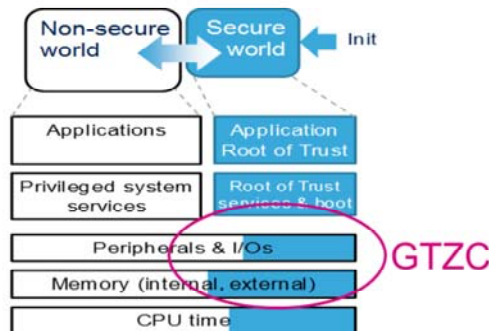 Non-secure
world
Secure
world
Init
Applications
Application
Root of Trust
Privileged system
services
Root of Trust
services & boot
Peripherals & I/Os
GTZC
Memory (internal, external)
CPU time